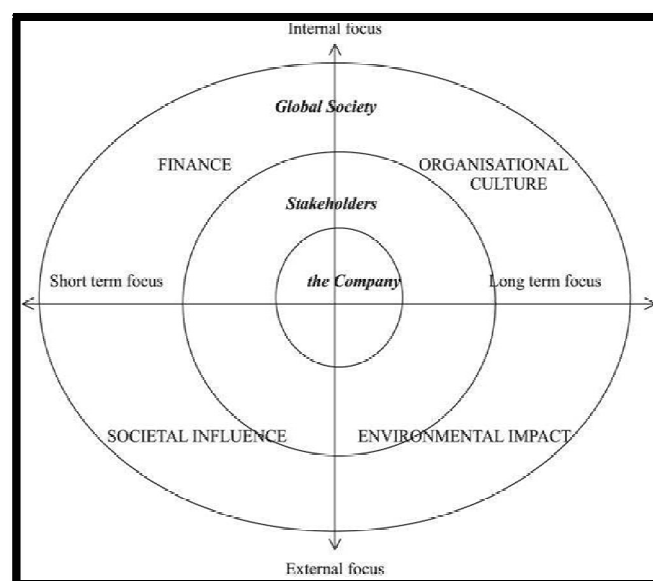 Internal focus
Global Society
FINANCE
ORGANISATIONAL
CULTURE
Stakeholders
the Company
Short term focus
Long term focus
SOCIETAL INFLUENCE
ENVIRONMENTAL IMPACT
External focus